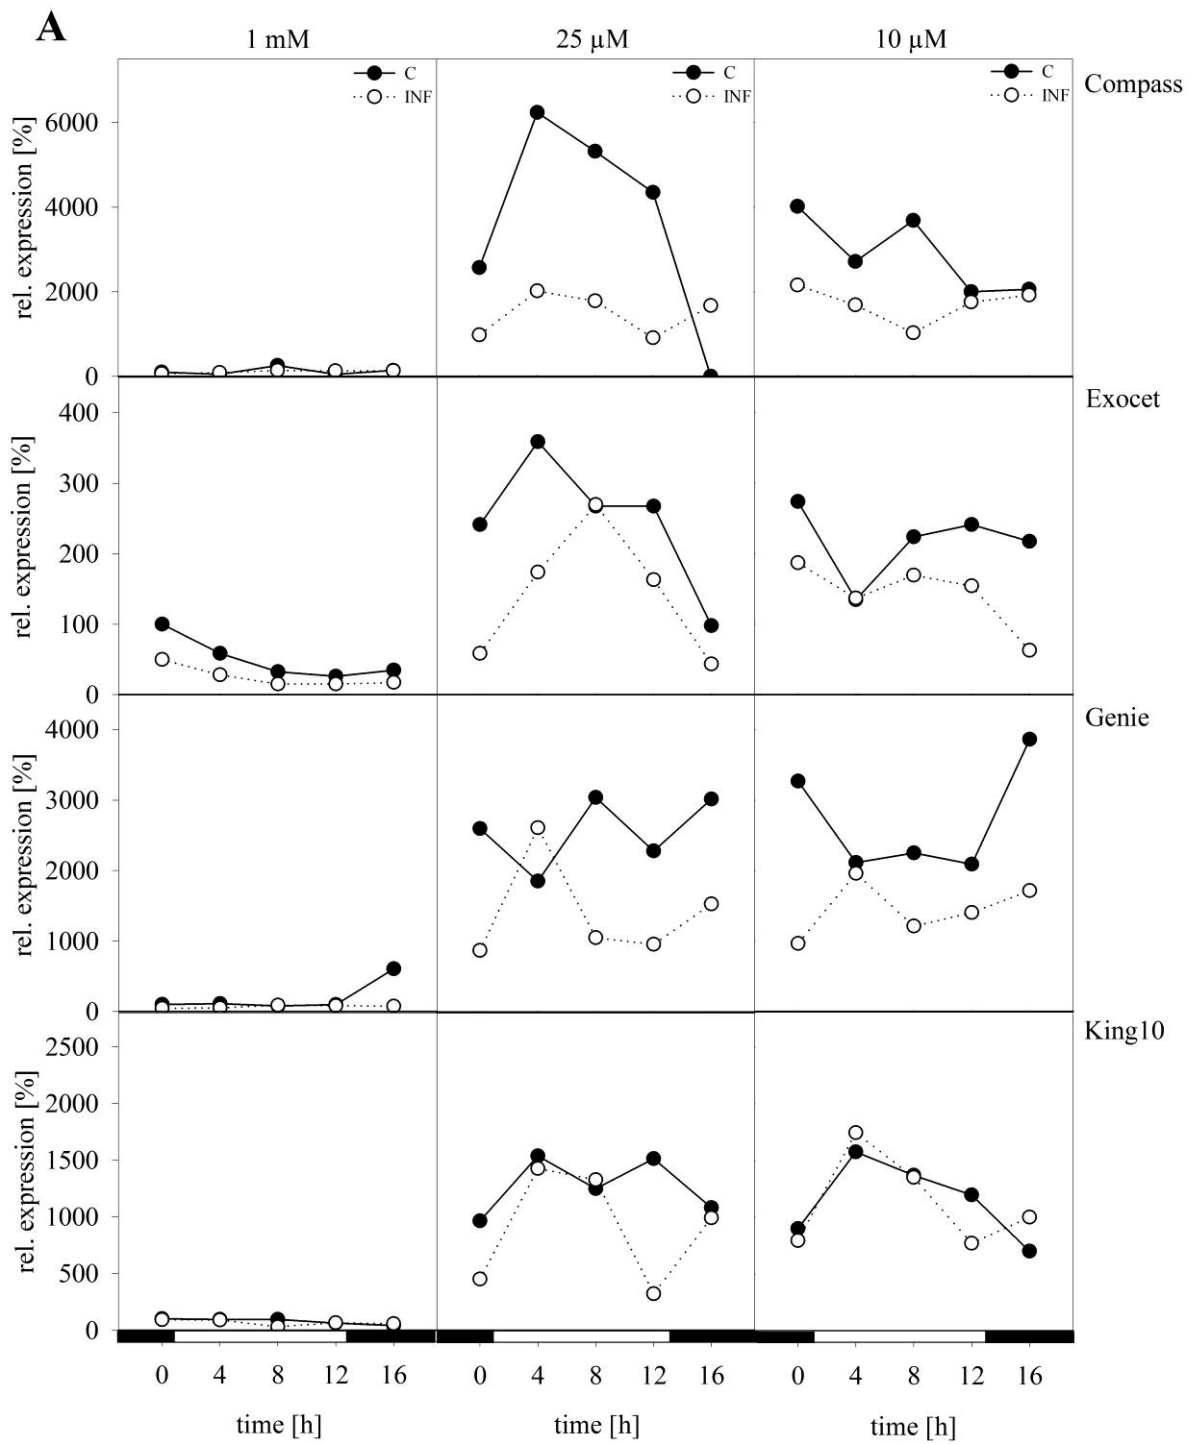 A
1 mM 25 µM 10 µM
C C C
INF INF INF
Compass
rel. expression [%]
6000
4000
2000
0
Exocet
rel. expression [%]
400
300
200
100
0
Genie
rel. expression [%]
4000
3000
2000
1000
0
King10
rel. expression [%]
2500
2000
1500
1000
500
0
0 4 8 12 16 0 4 8 12 16 0 4 8 12 16
time [h] time [h] time [h]